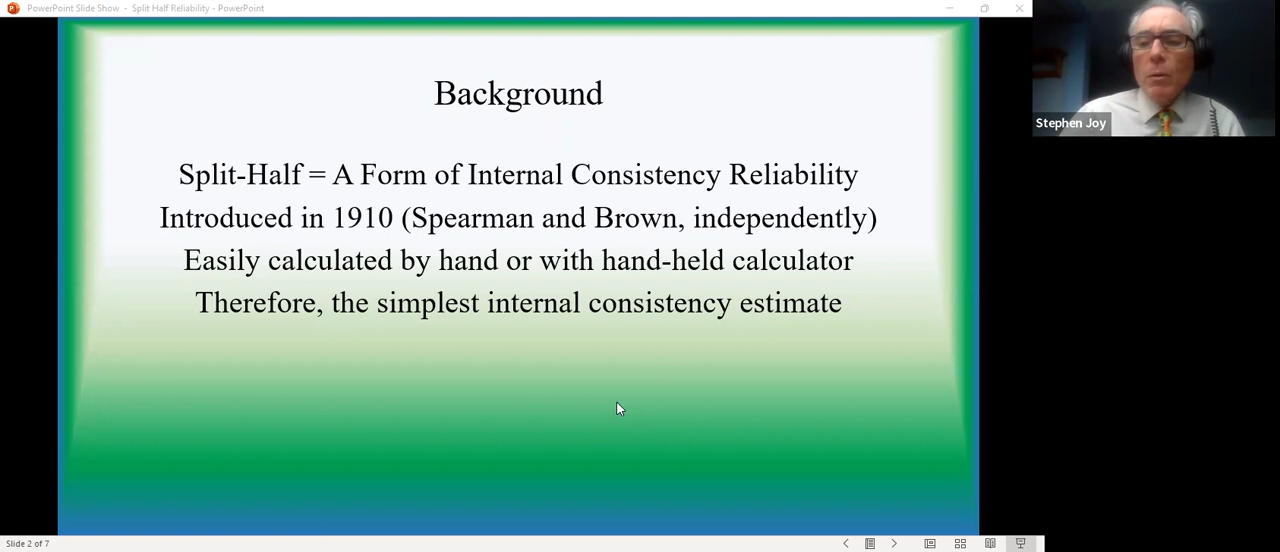 PowerPoint Slide Show - Split Half Reliability - PowerPoint
Stephen Joy
Background
Split-Half = A Form of Internal Consistency Reliability
Introduced in 1910 (Spearman and Brown, independently)
Easily calculated by hand or with hand-held calculator
Therefore, the simplest internal consistency estimate
Slide 2 of 7